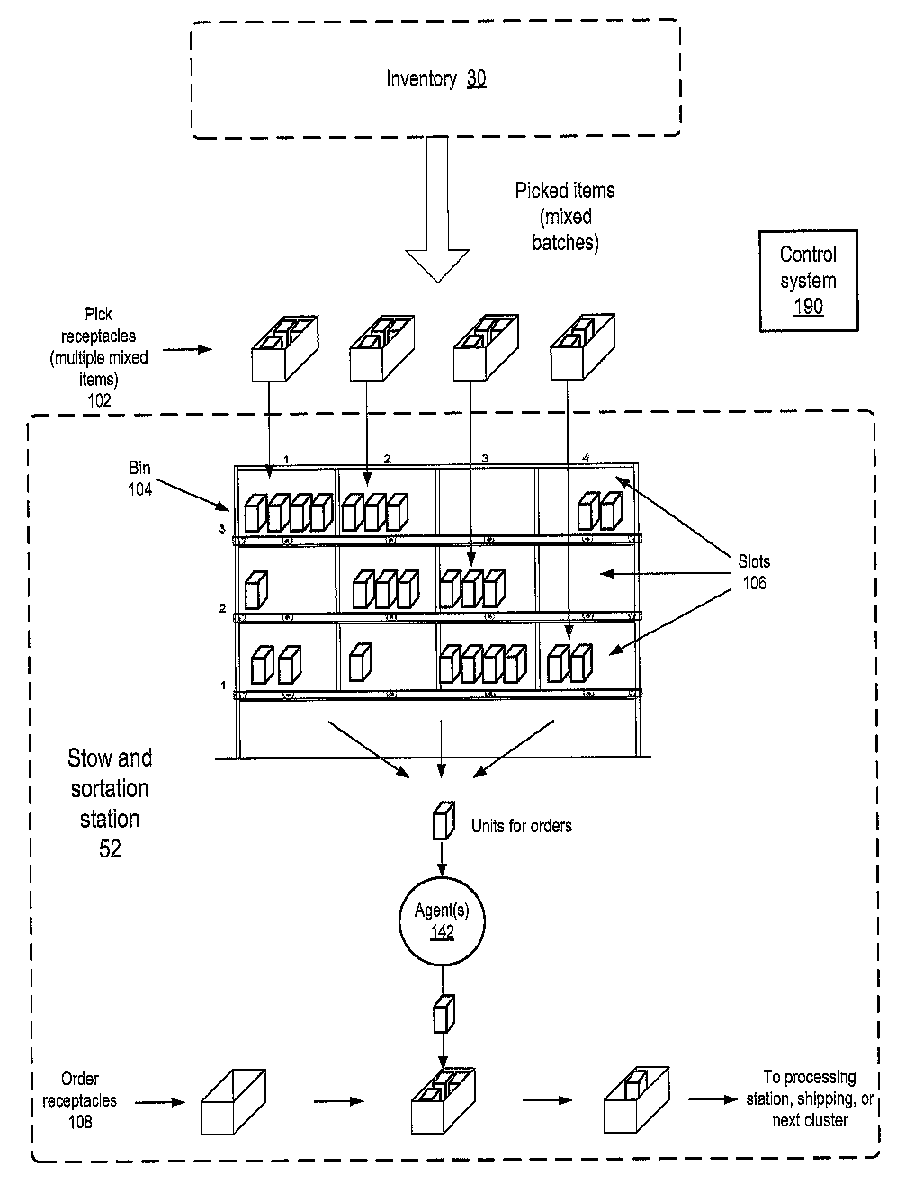 Inventory 30
Picked items
(mixed
batches)
Control
system
190
Pick
receptacles
(multiple mixed
items)
102
Bin
104
1
2
3
4
3
2
1
Slots
106
Stow and
sortation
station
52
Units for orders
Agent(s)
142
Order
receptacles
108
To processing
station, shipping, or
next cluster